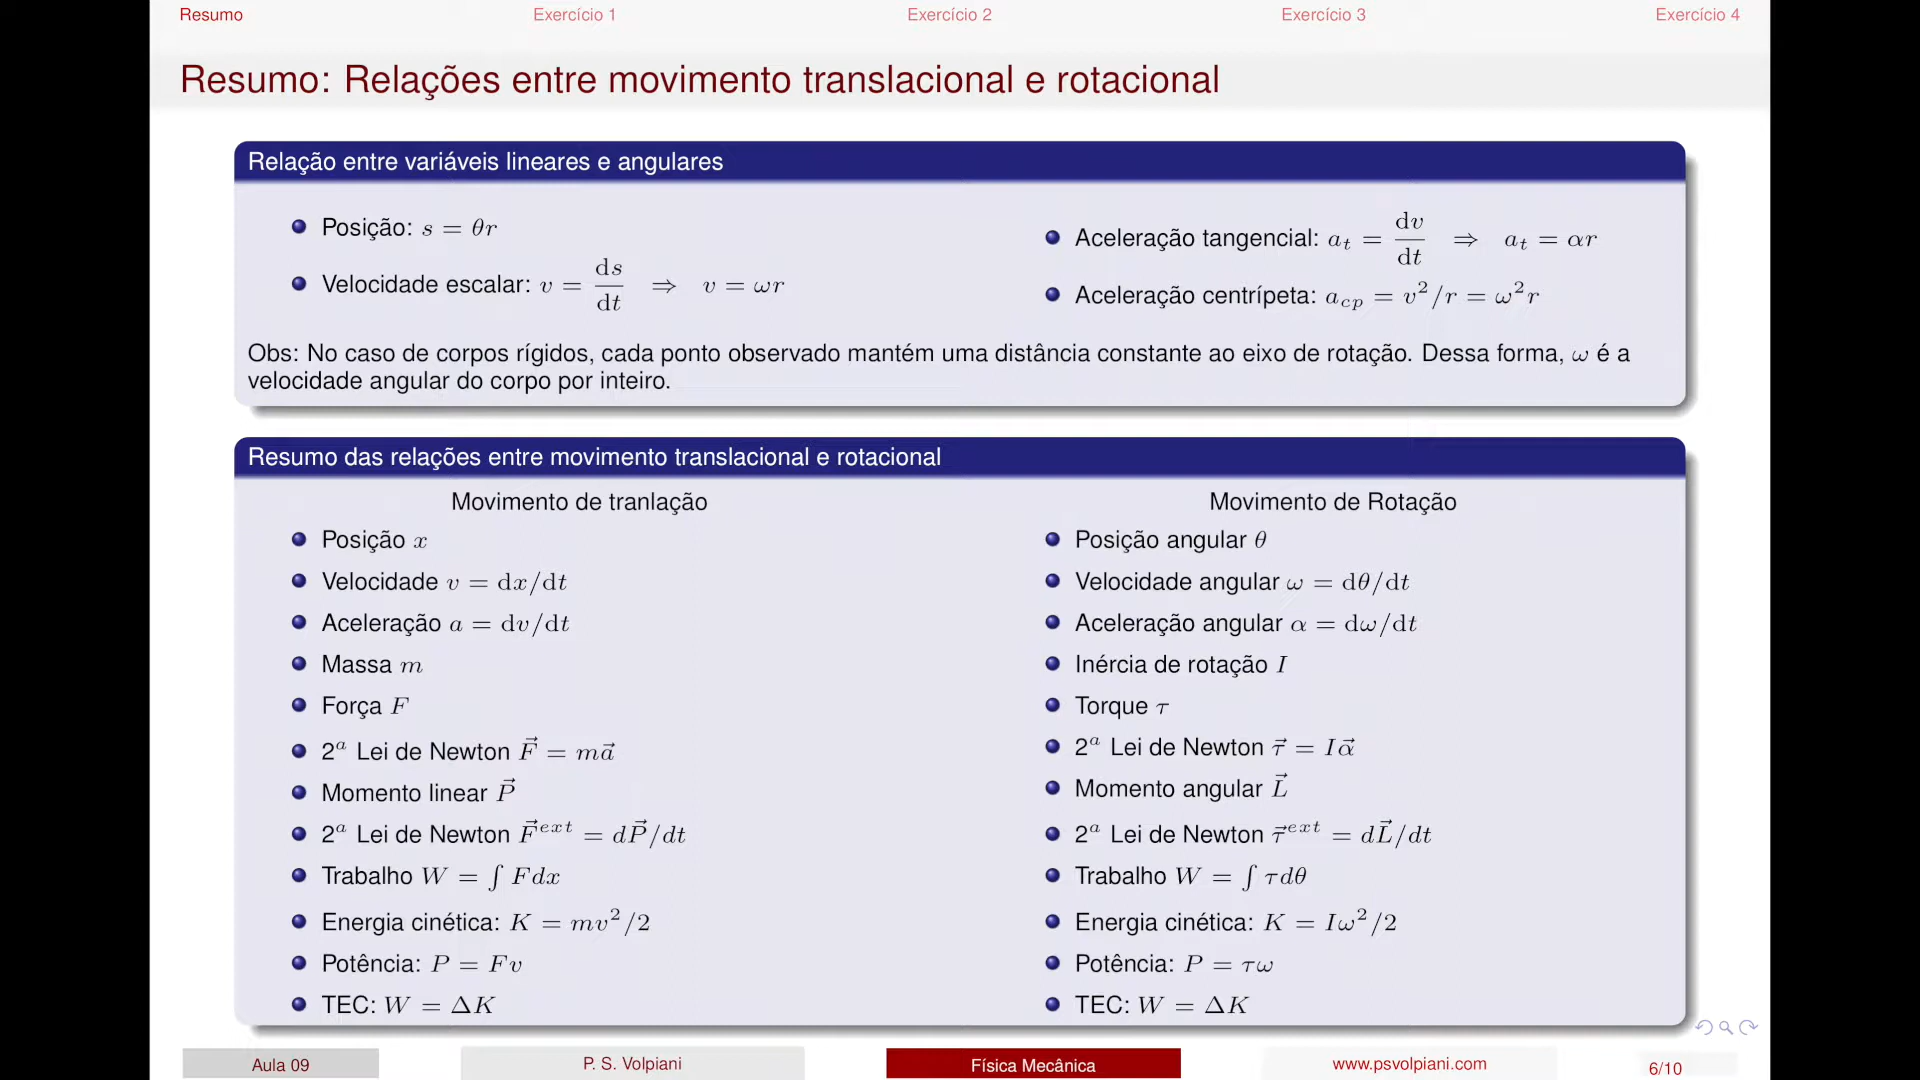 Resumo Exercício 1 Exercício 2 Exercício 3 Exercício 4
Resumo: Relações entre movimento translacional e rotacional
Relação entre variáveis lineares e angulares
Posição: s = θr
Velocidade escalar: v = ds/dt ⇒ v = ωr
Aceleração tangencial: a_t = dv/dt ⇒ a_t = αr
Aceleração centrípeta: a_cp = v²/r = ω²r
Obs: No caso de corpos rígidos, cada ponto observado mantém uma distância constante ao eixo de rotação. Dessa forma, ω é a
velocidade angular do corpo por inteiro.
Resumo das relações entre movimento translacional e rotacional
Movimento de tranlação
Posição x
Velocidade v = dx/dt
Aceleração a = dv/dt
Massa m
Força F
2ᵃ Lei de Newton F⃗ = ma⃗
Momento linear P⃗
2ᵃ Lei de Newton F⃗^ext = dP⃗/dt
Trabalho W = ∫ Fdx
Energia cinética: K = mv²/2
Potência: P = Fv
TEC: W = ΔK
Movimento de Rotação
Posição angular θ
Velocidade angular ω = dθ/dt
Aceleração angular α = dω/dt
Inércia de rotação I
Torque τ
2ᵃ Lei de Newton τ⃗ = Iα⃗
Momento angular L⃗
2ᵃ Lei de Newton τ⃗^ext = dL⃗/dt
Trabalho W = ∫ τdθ
Energia cinética: K = Iω²/2
Potência: P = τω
TEC: W = ΔK
Aula 09 P. S. Volpiani Física Mecânica www.psvolpiani.com 6/10